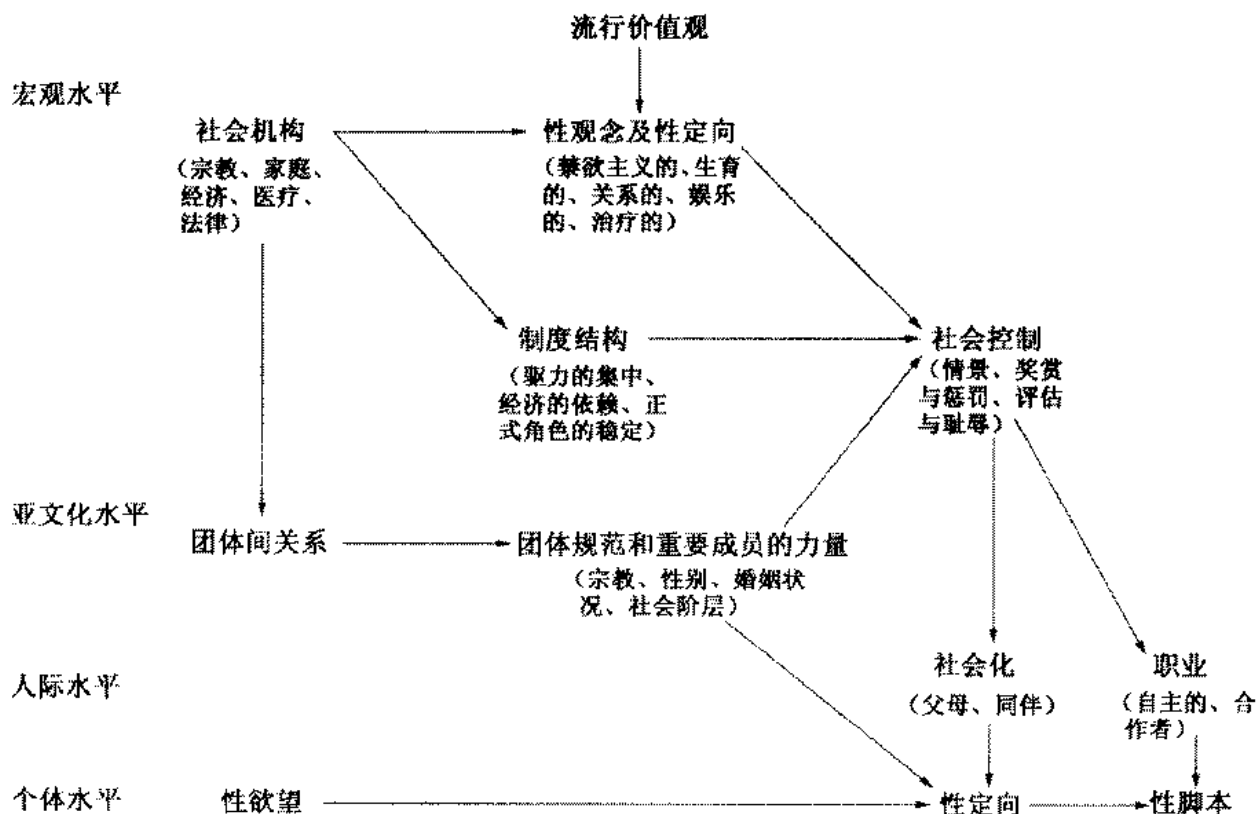 流行价值观
宏观水平
社会机构
（宗教、家庭、
经济、医疗、
法律）
性观念及性定向
（禁欲主义的、生育
的、关系的、娱乐
的、治疗的）
制度结构
（驱力的集中、
经济的依赖、正
式角色的稳定）
社会控制
（情景、奖赏
与惩罚、评估
与耻辱）
亚文化水平
团体间关系
团体规范和重要成员的力量
（宗教、性别、婚姻状
况、社会阶层）
人际水平
社会化
（父母、同伴）
职业
（自主的、合
作者）
个体水平
性欲望
性定向
性脚本